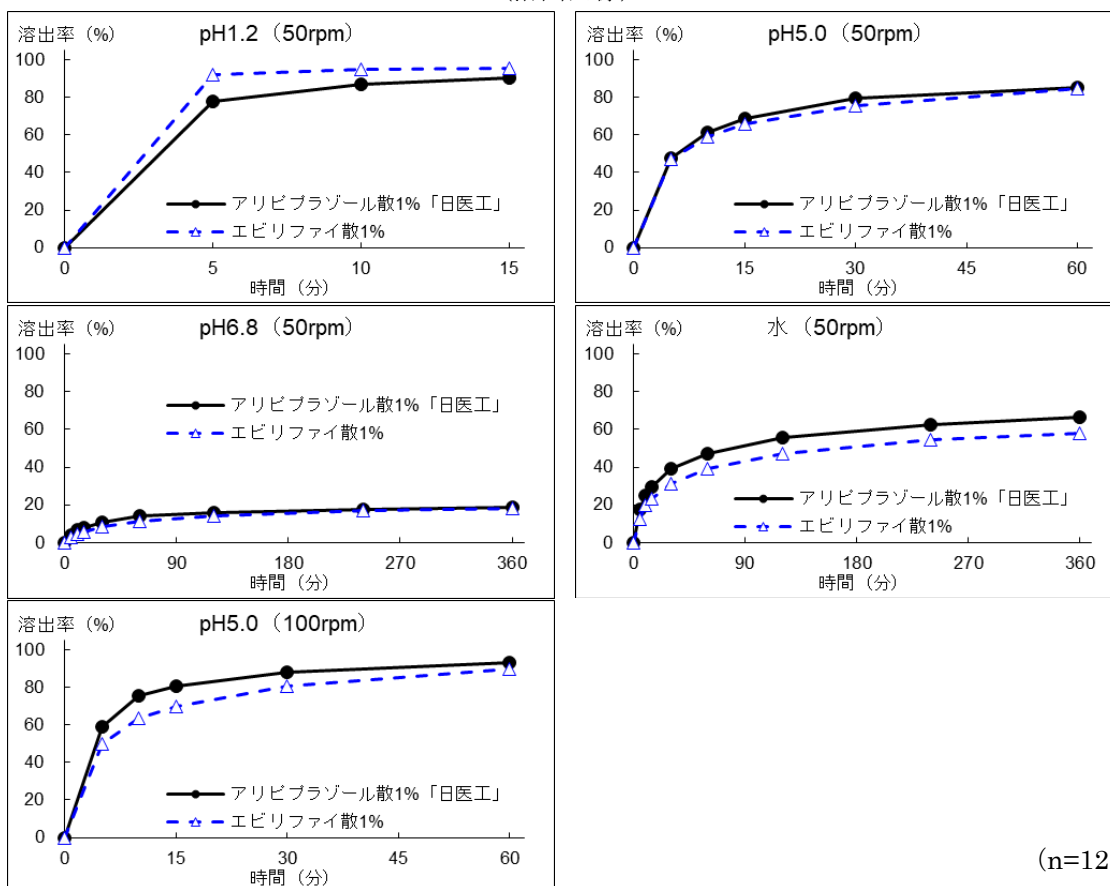 溶出率（%）
pH1.2（50rpm）
100
80
60
40
20
0
アリピプラゾール散1%「日医工」
エビリファイ散1%
0 5 10 15
時間（分）
溶出率（%）
pH5.0（50rpm）
100
80
60
40
20
0
アリピプラゾール散1%「日医工」
エビリファイ散1%
0 15 30 45 60
時間（分）
溶出率（%）
pH6.8（50rpm）
100
80
60
40
20
0
アリピプラゾール散1%「日医工」
エビリファイ散1%
0 90 180 270 360
時間（分）
溶出率（%）
水（50rpm）
100
80
60
40
20
0
アリピプラゾール散1%「日医工」
エビリファイ散1%
0 90 180 270 360
時間（分）
溶出率（%）
pH5.0（100rpm）
100
80
60
40
20
0
アリピプラゾール散1%「日医工」
エビリファイ散1%
0 15 30 45 60
時間（分）
(n=12